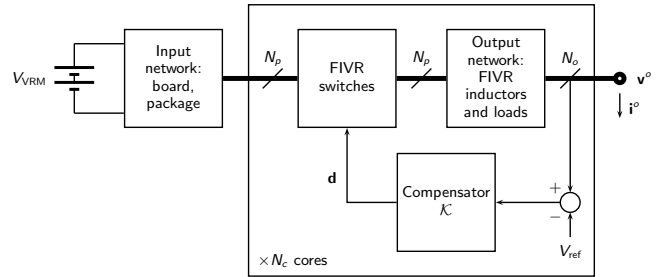 V_VRM
Input
network:
board,
package
N_p
FIVR
switches
N_p
Output
network:
FIVR
inductors
and loads
N_o
v^o
i^o
d
Compensator
𝒦
+
−
V_ref
×N_c cores